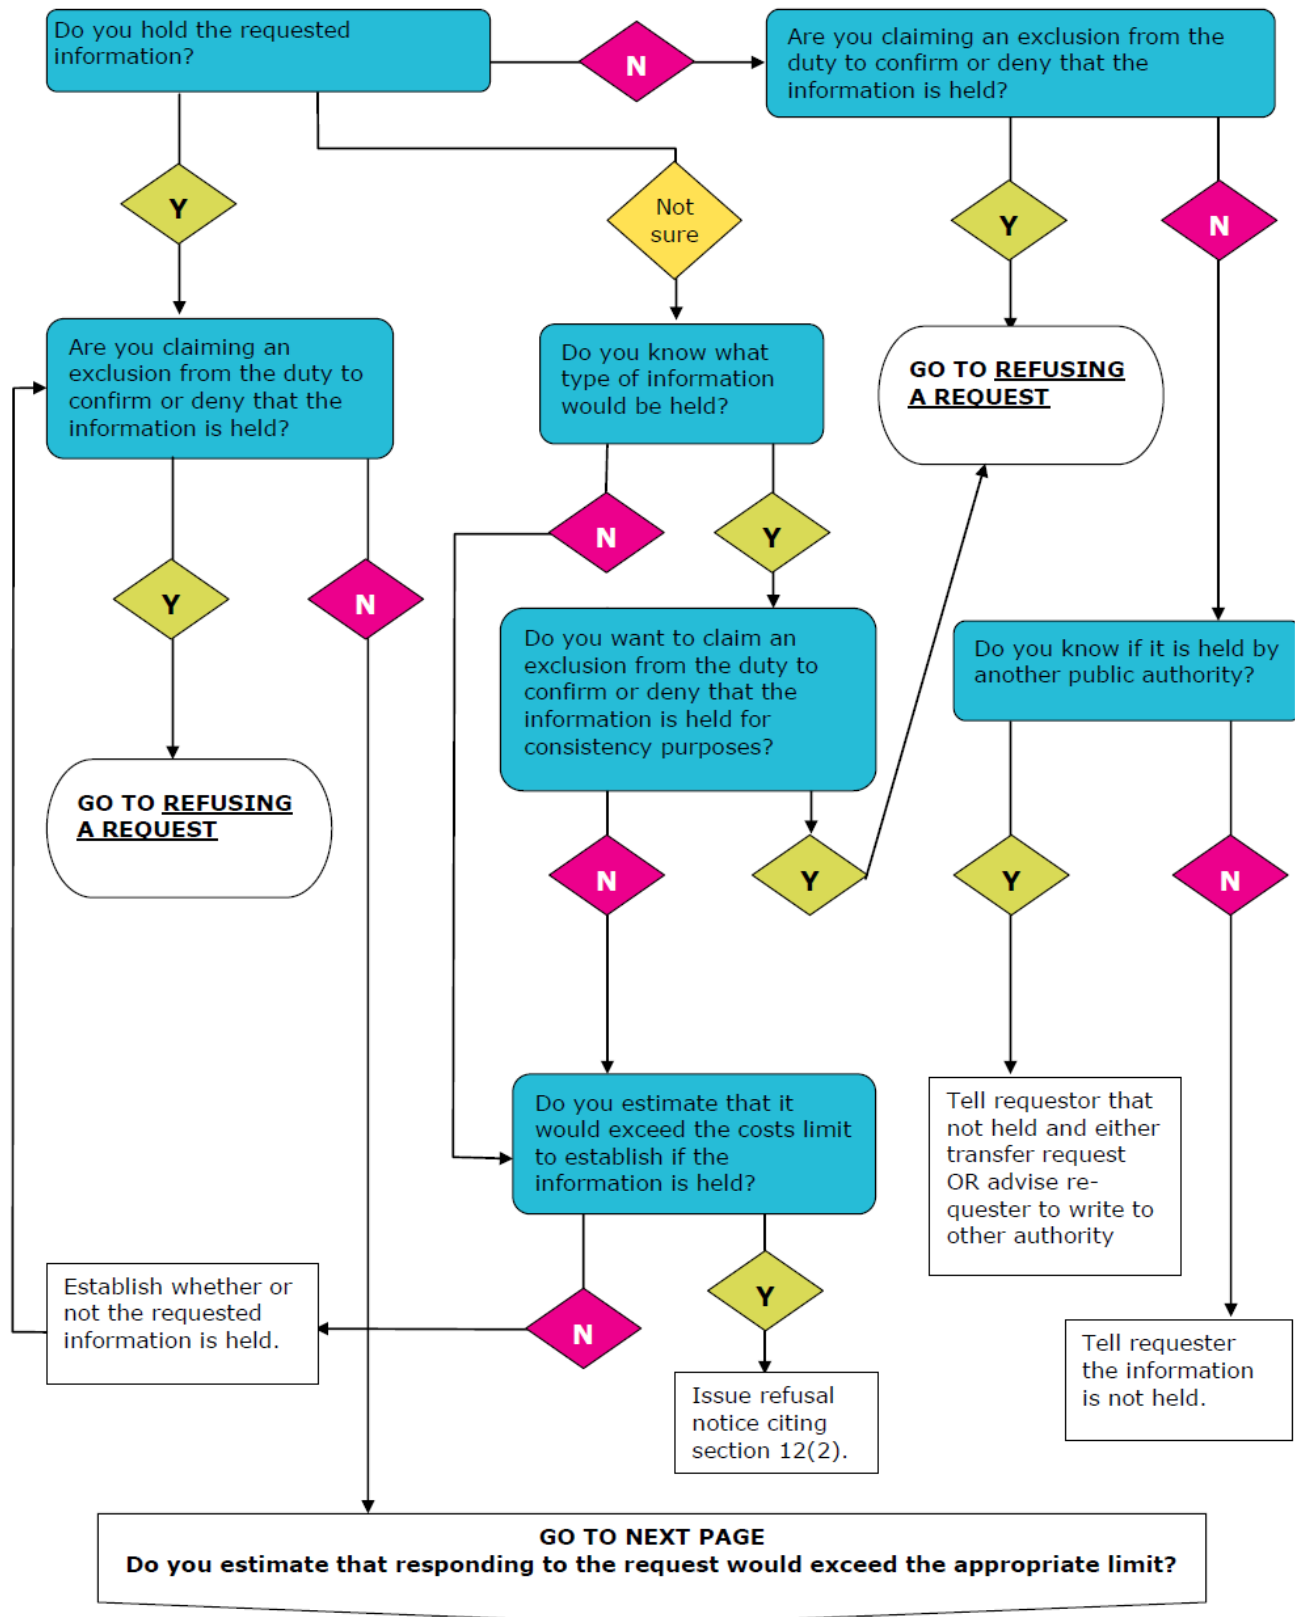 Do you hold the requested
information?
N
Are you claiming an exclusion from the
duty to confirm or deny that the
information is held?
Y
Not
sure
Y
N
Are you claiming an
exclusion from the duty to
confirm or deny that the
information is held?
Do you know what
type of information
would be held?
GO TO REFUSING
A REQUEST
N
Y
Y
N
Do you want to claim an
exclusion from the duty to
confirm or deny that the
information is held for
consistency purposes?
Do you know if it is held by
another public authority?
GO TO REFUSING
A REQUEST
N
Y
Y
N
Do you estimate that it
would exceed the costs limit
to establish if the
information is held?
Tell requestor that
not held and either
transfer request
OR advise re-
quester to write to
other authority
Establish whether or
not the requested
information is held.
N
Y
Tell requester
the information
is not held.
Issue refusal
notice citing
section 12(2).
GO TO NEXT PAGE
Do you estimate that responding to the request would exceed the appropriate limit?